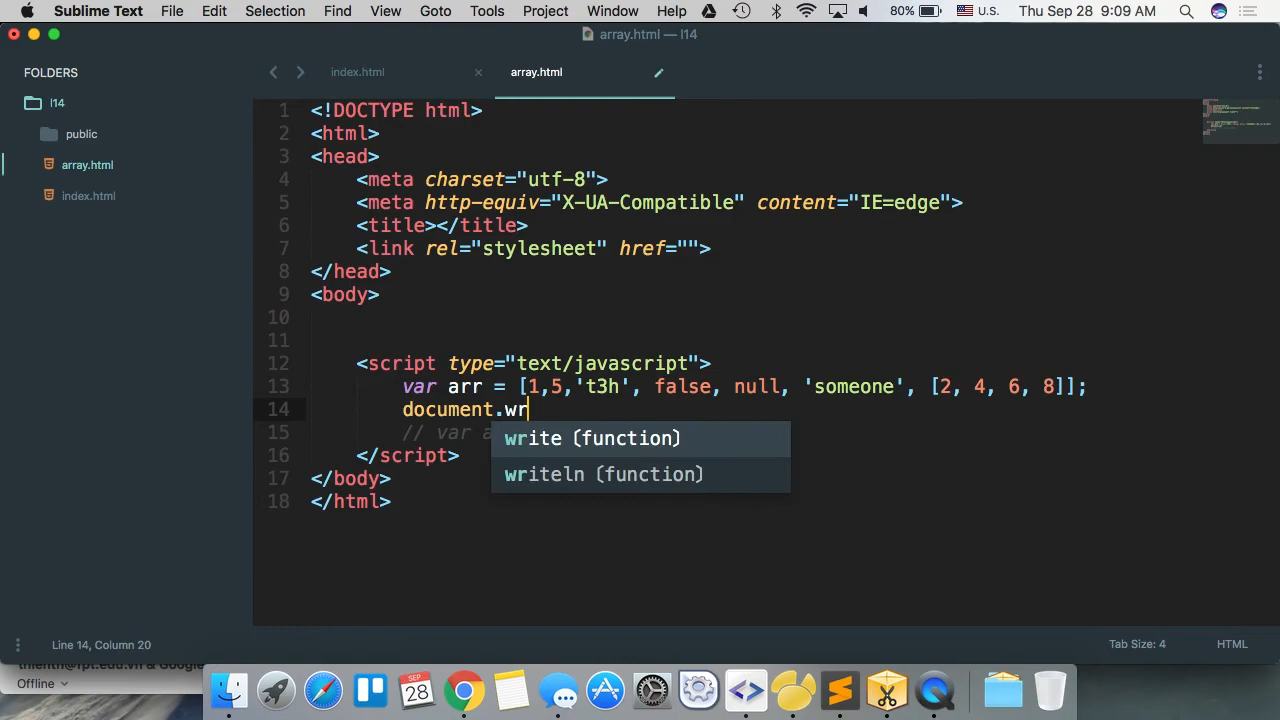 Sublime Text File Edit Selection Find View Goto Tools Project Window Help 80% U.S. Thu Sep 28 9:09 AM
array.html — l14
FOLDERS
l14
public
array.html
index.html
index.html × array.html
1 <!DOCTYPE html>
2 <html>
3 <head>
4 <meta charset="utf-8">
5 <meta http-equiv="X-UA-Compatible" content="IE=edge">
6 <title></title>
7 <link rel="stylesheet" href="">
8 </head>
9 <body>
10
11
12 <script type="text/javascript">
13 var arr = [1,5,'t3h', false, null, 'someone', [2, 4, 6, 8]];
14 document.wr
15 // var a
write (function)
writeln (function)
16 </script>
17 </body>
18 </html>
Line 14, Column 20 Tab Size: 4 HTML
thienth@fpt.edu.vn & Google
Offline
28